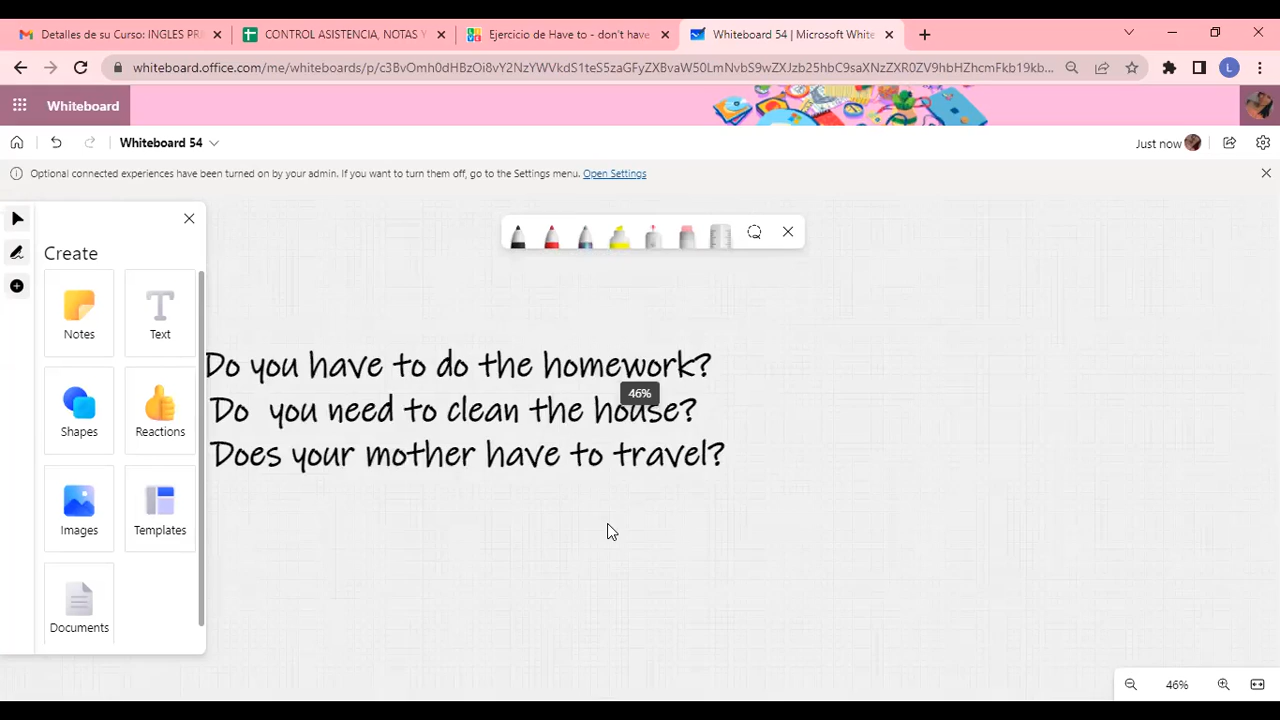 Detalles de su Curso: INGLES PR
CONTROL ASISTENCIA, NOTAS Y
Ejercicio de Have to - don't have
Whiteboard 54 | Microsoft White
Whiteboard
Whiteboard 54
Just now
Optional connected experiences have been turned on by your admin. If you want to turn them off, go to the Settings menu. Open Settings
Create
Notes
Text
Shapes
Reactions
Images
Templates
Documents
Do you have to do the homework?
46%
Do you need to clean the house?
Does your mother have to travel?
46%